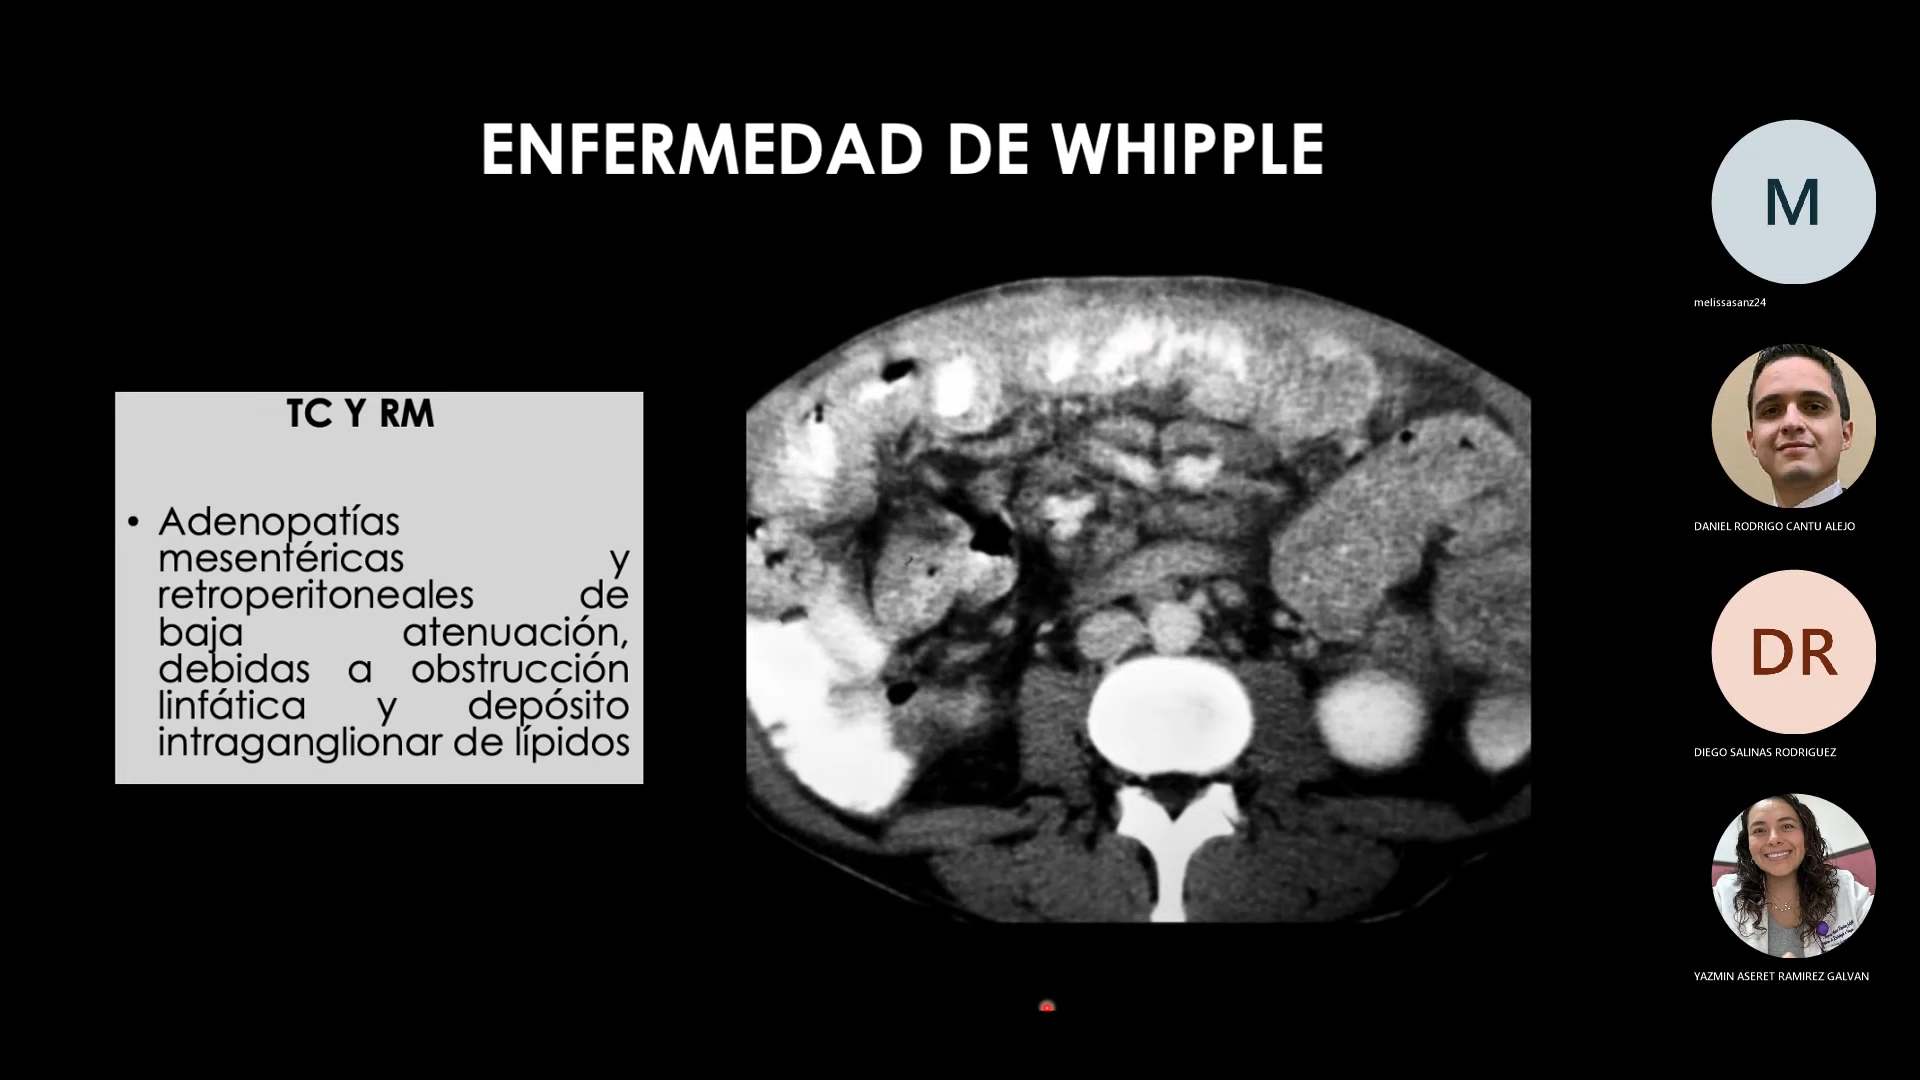 ENFERMEDAD DE WHIPPLE
TC Y RM
• Adenopatías
mesentéricas y
retroperitoneales de
baja atenuación,
debidas a obstrucción
linfática y depósito
intraganglionar de lípidos
M
melissasanz24
DANIEL RODRIGO CANTU ALEJO
DR
DIEGO SALINAS RODRIGUEZ
YAZMIN ASERET RAMIREZ GALVAN